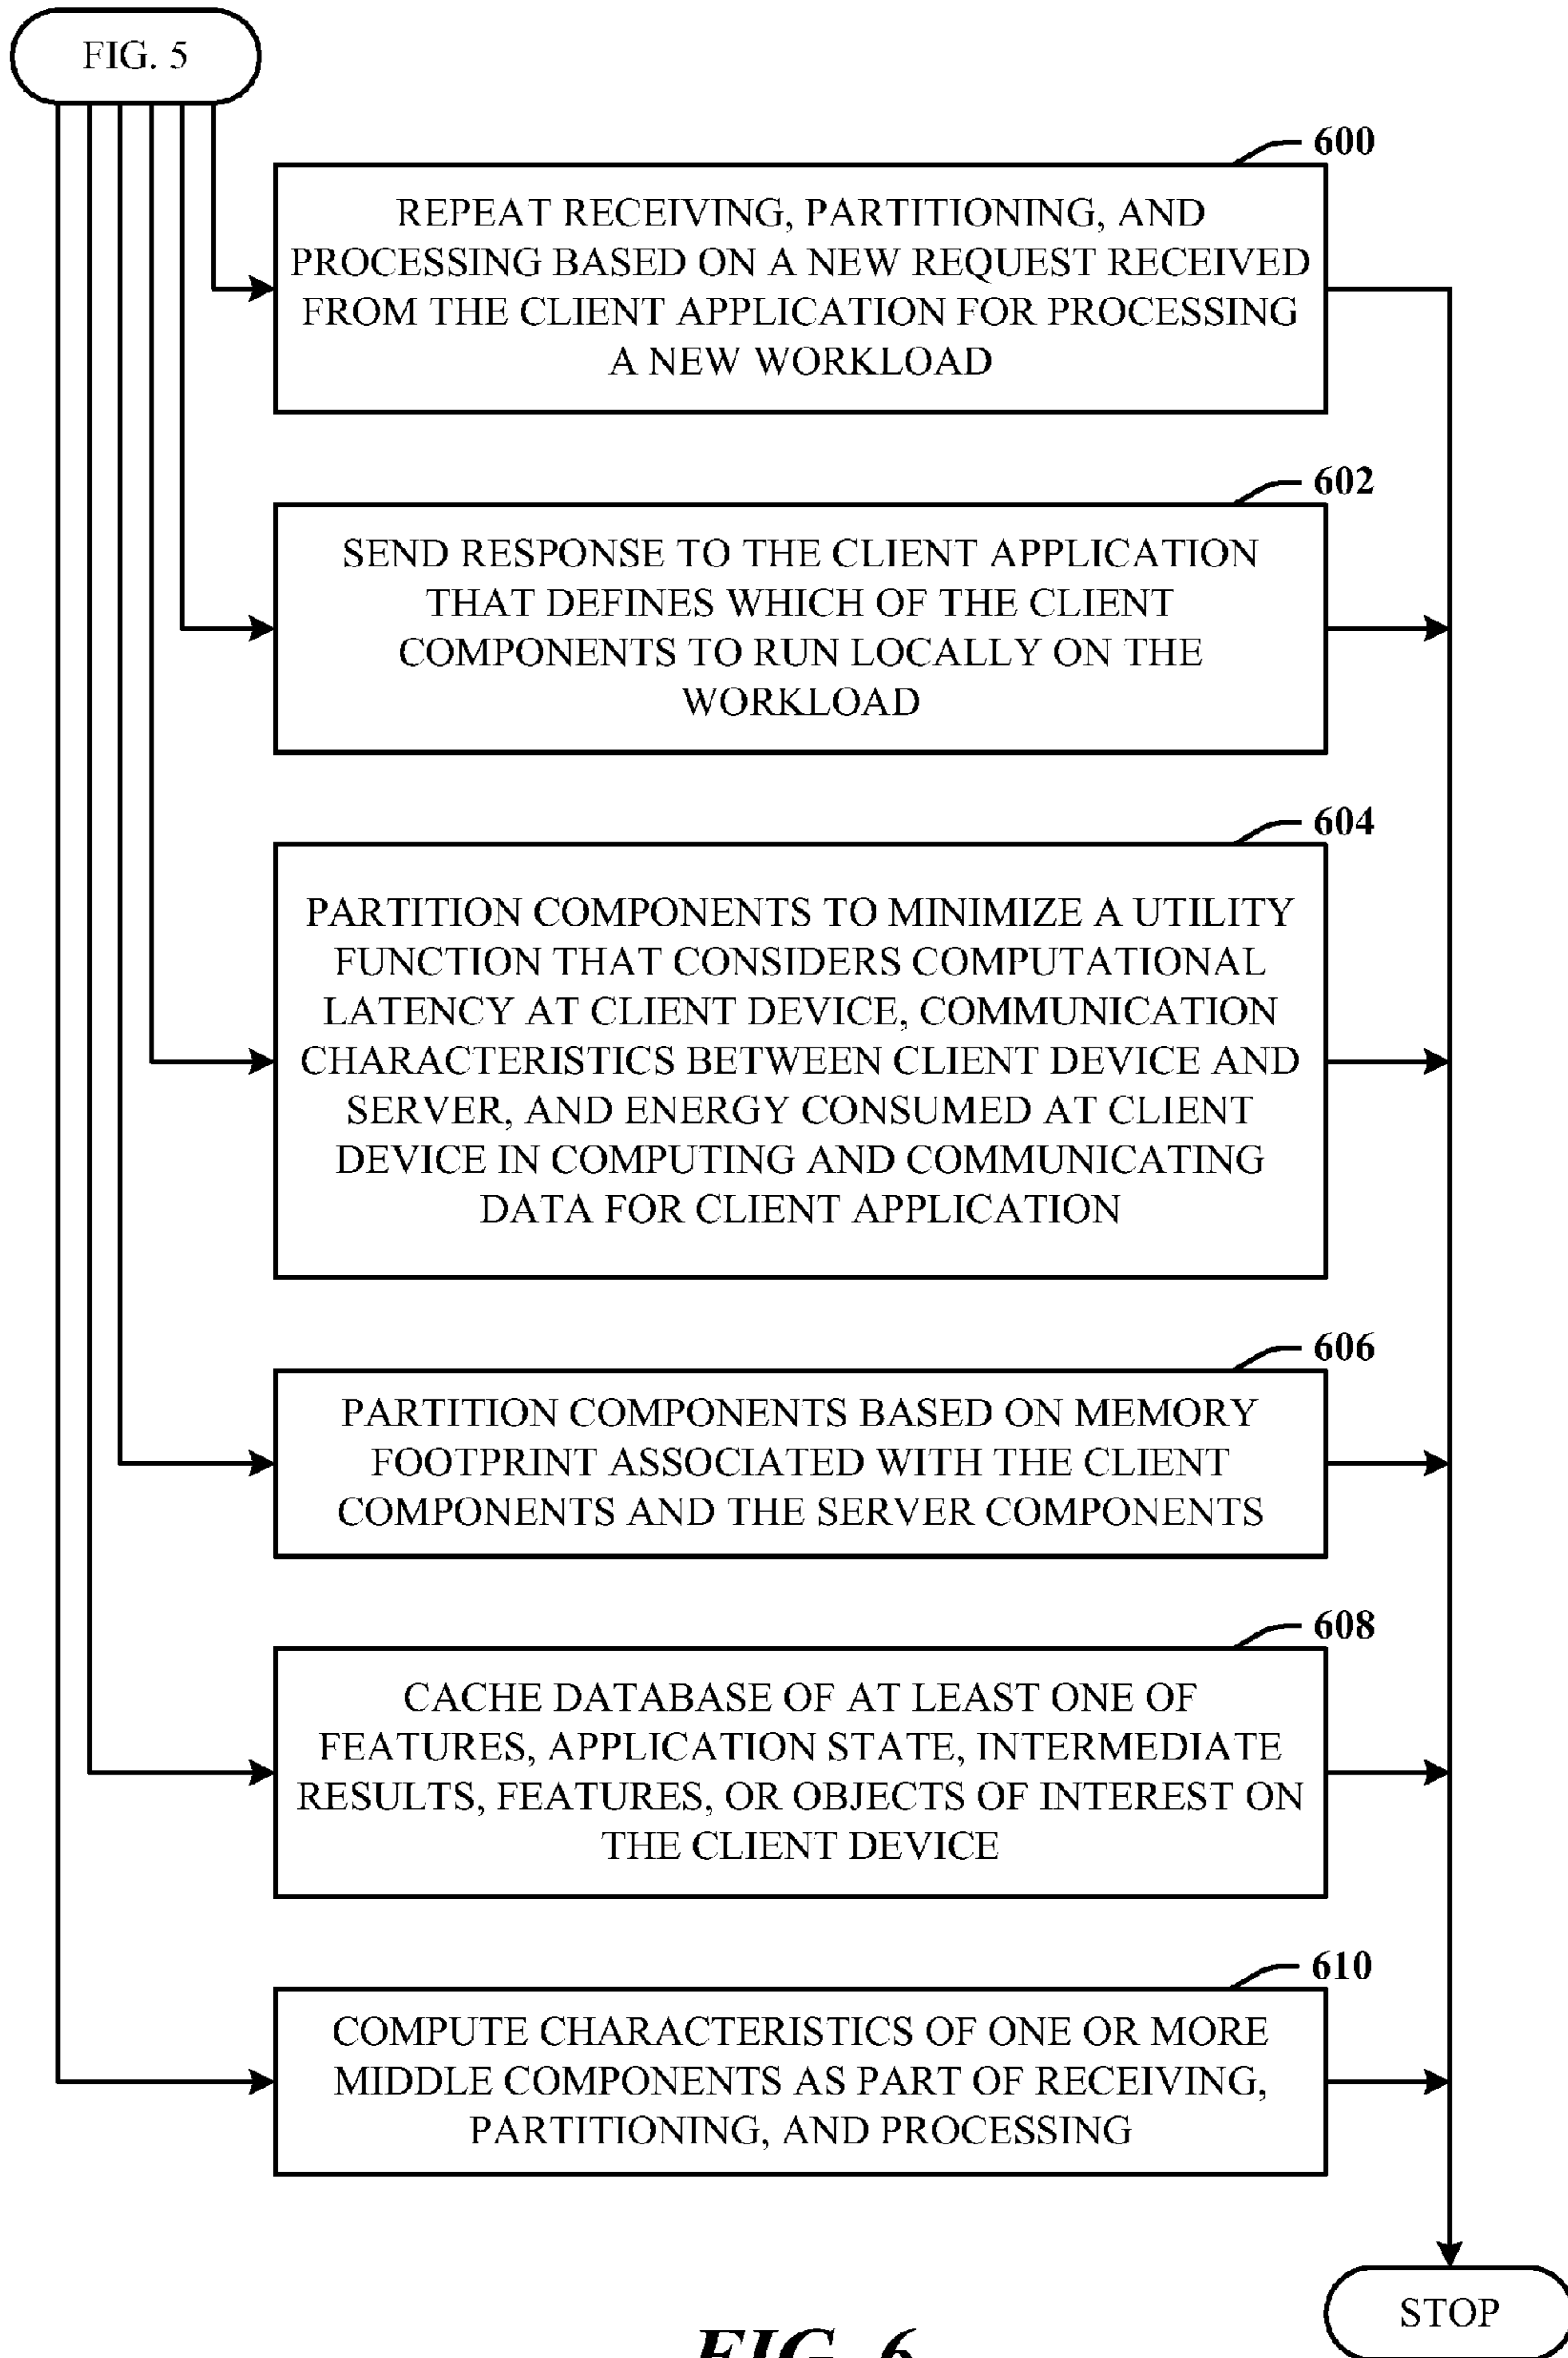 FIG. 5
600
REPEAT RECEIVING, PARTITIONING, AND
PROCESSING BASED ON A NEW REQUEST RECEIVED
FROM THE CLIENT APPLICATION FOR PROCESSING
A NEW WORKLOAD
602
SEND RESPONSE TO THE CLIENT APPLICATION
THAT DEFINES WHICH OF THE CLIENT
COMPONENTS TO RUN LOCALLY ON THE
WORKLOAD
604
PARTITION COMPONENTS TO MINIMIZE A UTILITY
FUNCTION THAT CONSIDERS COMPUTATIONAL
LATENCY AT CLIENT DEVICE, COMMUNICATION
CHARACTERISTICS BETWEEN CLIENT DEVICE AND
SERVER, AND ENERGY CONSUMED AT CLIENT
DEVICE IN COMPUTING AND COMMUNICATING
DATA FOR CLIENT APPLICATION
606
PARTITION COMPONENTS BASED ON MEMORY
FOOTPRINT ASSOCIATED WITH THE CLIENT
COMPONENTS AND THE SERVER COMPONENTS
608
CACHE DATABASE OF AT LEAST ONE OF
FEATURES, APPLICATION STATE, INTERMEDIATE
RESULTS, FEATURES, OR OBJECTS OF INTEREST ON
THE CLIENT DEVICE
610
COMPUTE CHARACTERISTICS OF ONE OR MORE
MIDDLE COMPONENTS AS PART OF RECEIVING,
PARTITIONING, AND PROCESSING
STOP
FIG. 6